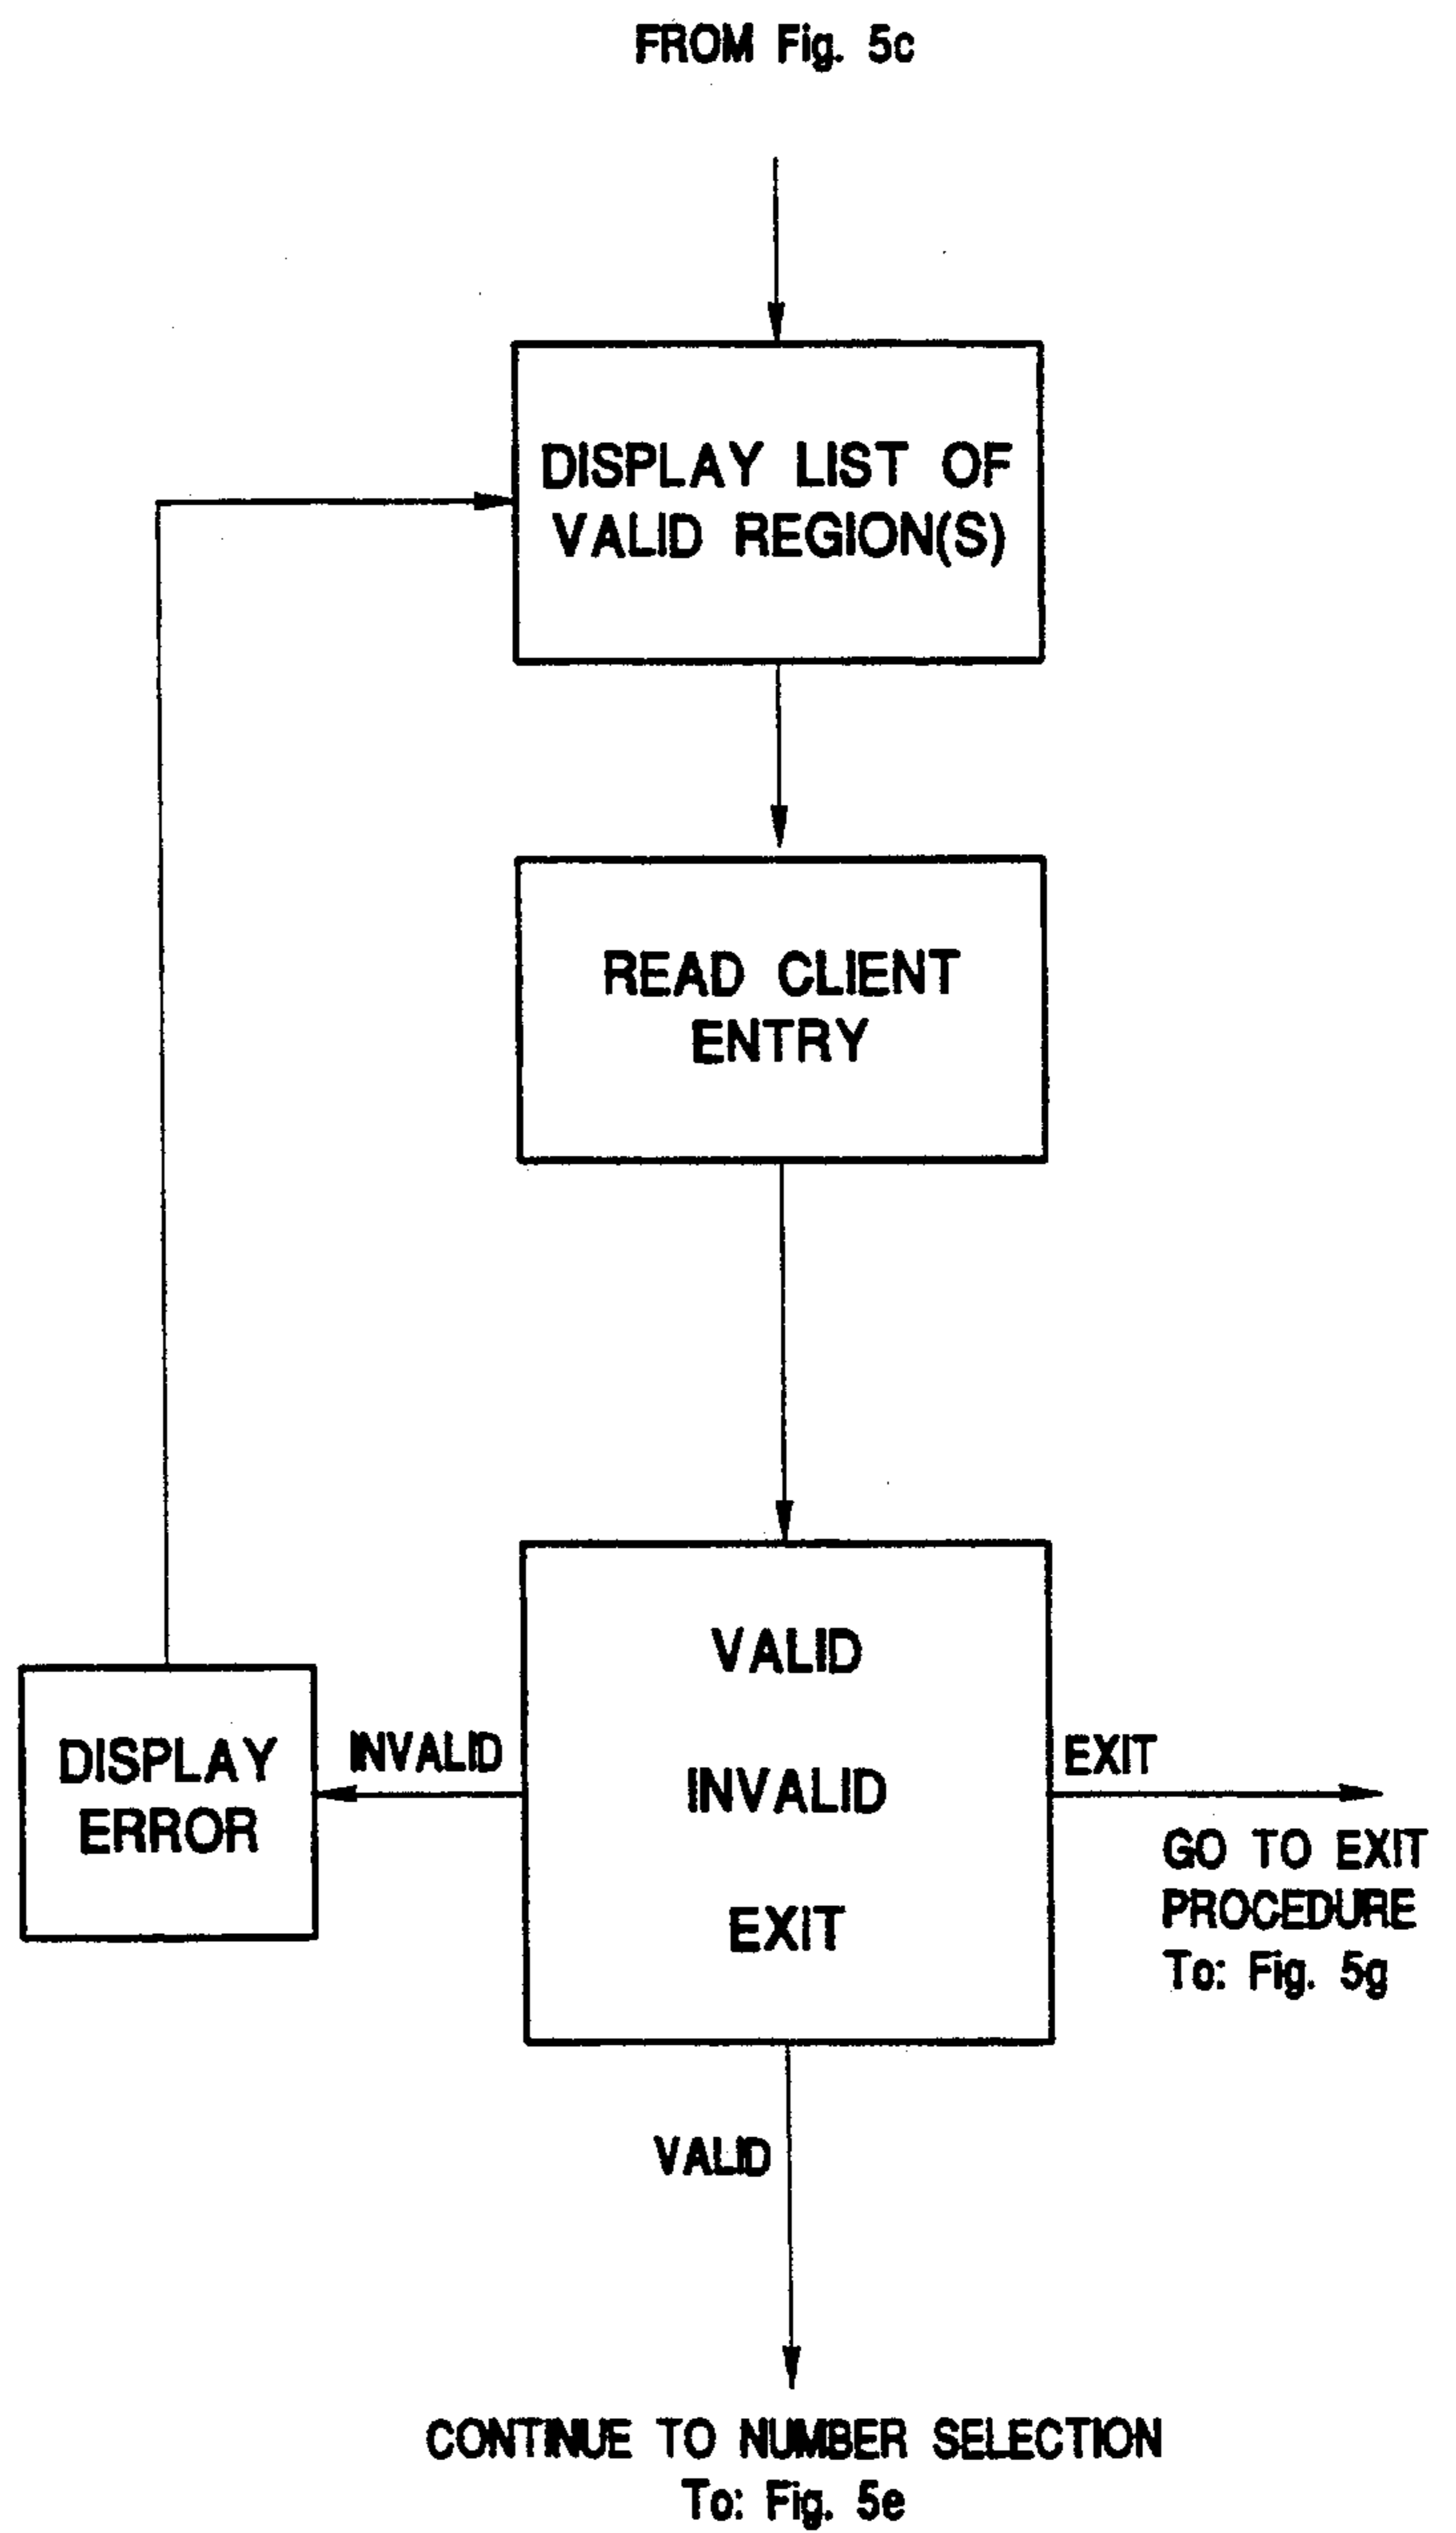 FROM Fig. 5c
DISPLAY LIST OF
VALID REGION(S)
READ CLIENT
ENTRY
VALID
INVALID
EXIT
INVALID
DISPLAY
ERROR
EXIT
GO TO EXIT
PROCEDURE
To: Fig. 5g
VALID
CONTINUE TO NUMBER SELECTION
To: Fig. 5e